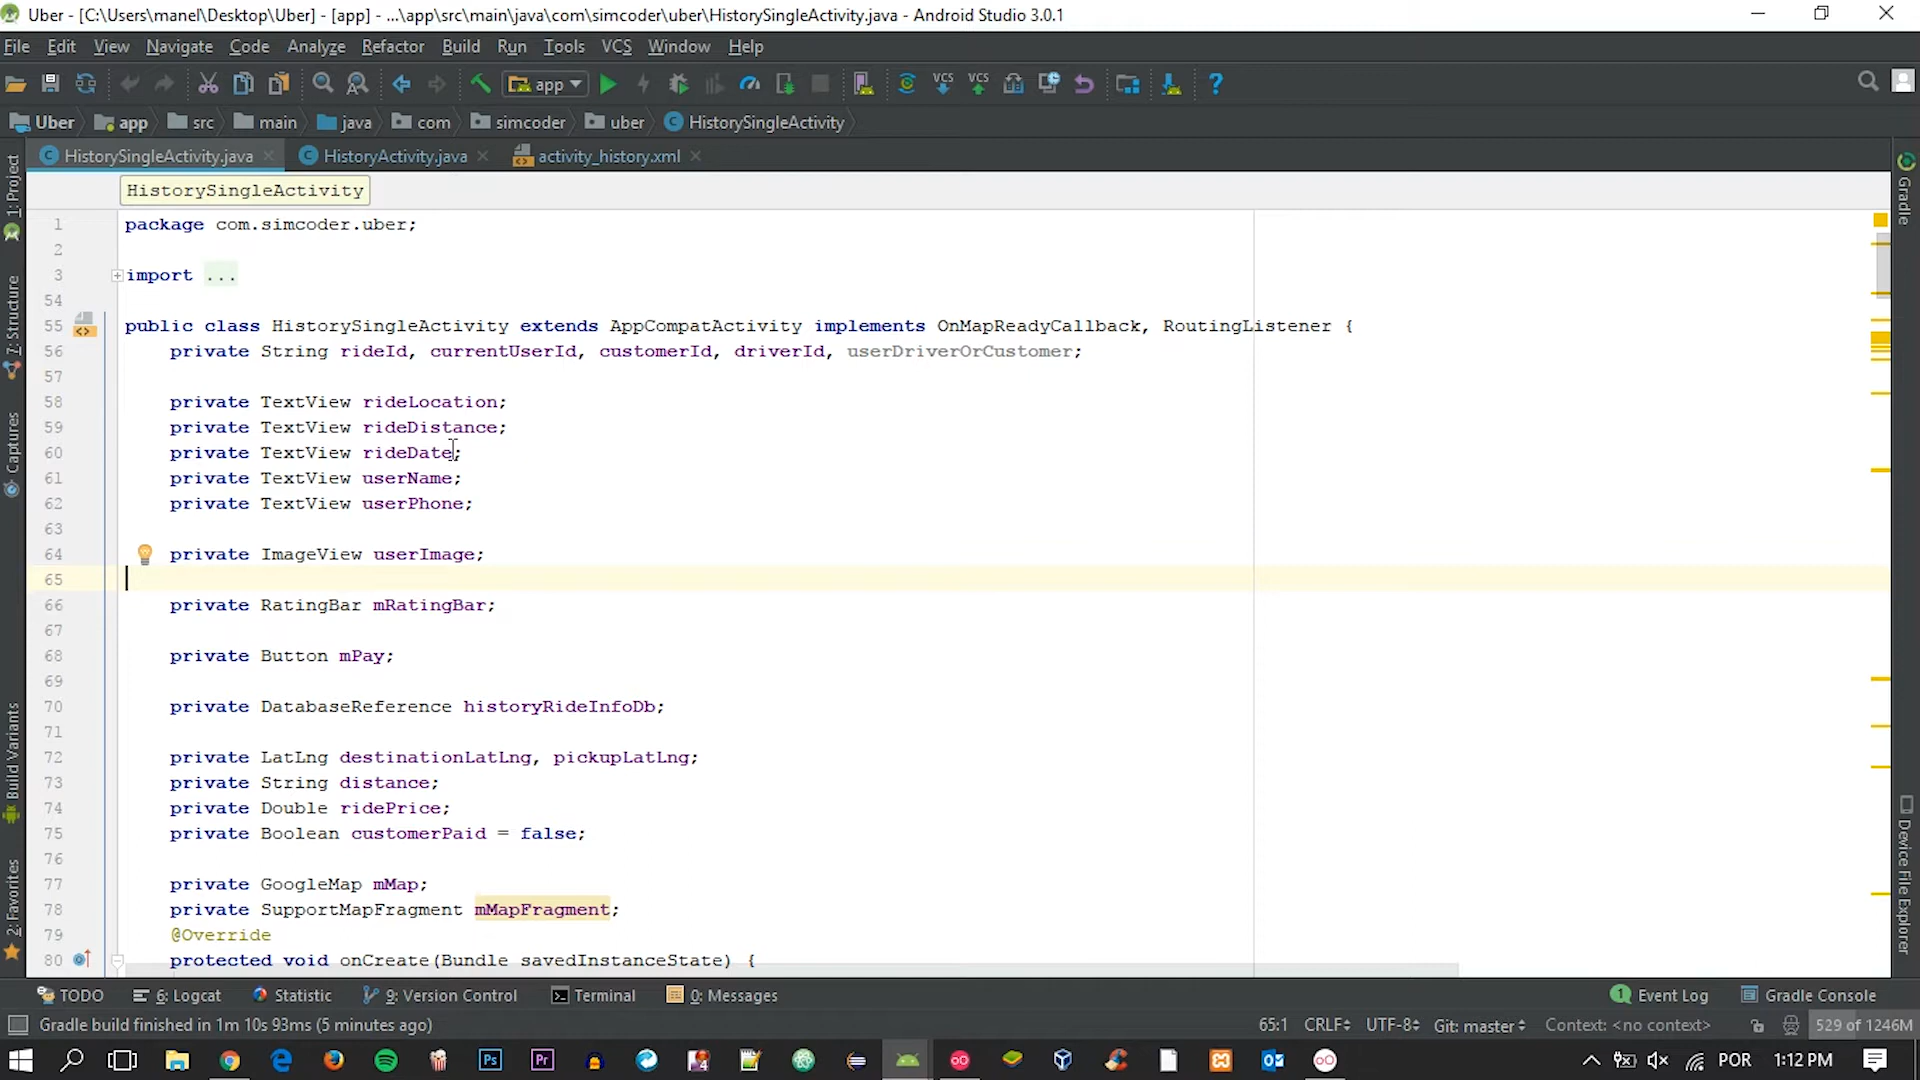 Uber - [C:\Users\manel\Desktop\Uber] - [app] - ...\app\src\main\java\com\simcoder\uber\HistorySingleActivity.java - Android Studio 3.0.1
File Edit View Navigate Code Analyze Refactor Build Run Tools VCS Window Help
app
VCS VCS
Uber app src main java com simcoder uber HistorySingleActivity
HistorySingleActivity.java HistoryActivity.java activity_history.xml
HistorySingleActivity
1 package com.simcoder.uber;
2
3 import ...
54
55 public class HistorySingleActivity extends AppCompatActivity implements OnMapReadyCallback, RoutingListener {
56 private String rideId, currentUserId, customerId, driverId, userDriverOrCustomer;
57
58 private TextView rideLocation;
59 private TextView rideDistance;
60 private TextView rideDate;
61 private TextView userName;
62 private TextView userPhone;
63
64 private ImageView userImage;
65
66 private RatingBar mRatingBar;
67
68 private Button mPay;
69
70 private DatabaseReference historyRideInfoDb;
71
72 private LatLng destinationLatLng, pickupLatLng;
73 private String distance;
74 private Double ridePrice;
75 private Boolean customerPaid = false;
76
77 private GoogleMap mMap;
78 private SupportMapFragment mMapFragment;
79 @Override
80 protected void onCreate(Bundle savedInstanceState) {
1: Project
7: Structure
Captures
Build Variants
2: Favorites
Gradle
Device File Explorer
TODO 6: Logcat Statistic 9: Version Control Terminal 0: Messages 1 Event Log Gradle Console
Gradle build finished in 1m 10s 93ms (5 minutes ago) 65:1 CRLF UTF-8 Git: master Context: <no context> 529 of 1246M
Ps Pr POR 1:12 PM